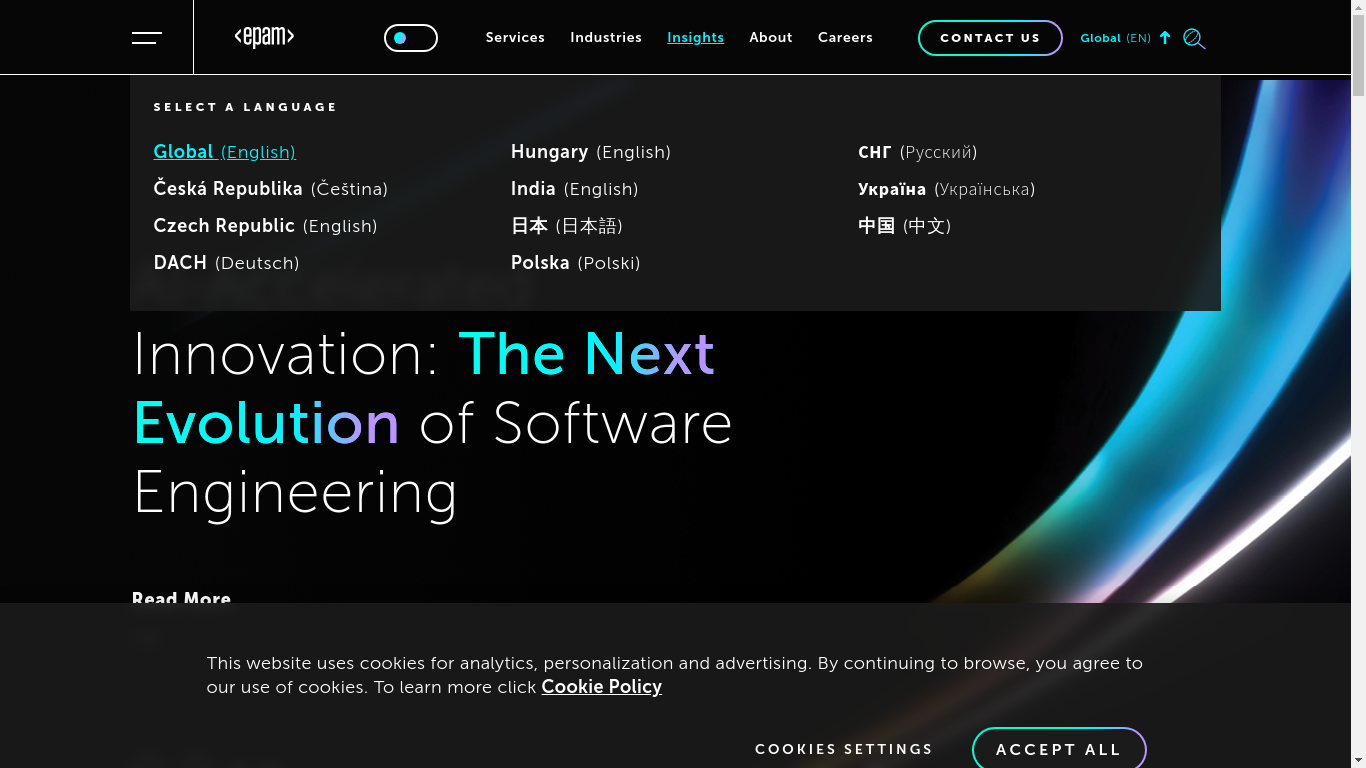 <epam>
Services Industries Insights About Careers
CONTACT US
Global (EN)
SELECT A LANGUAGE
Global (English)
Česká Republika (Čeština)
Czech Republic (English)
DACH (Deutsch)
Hungary (English)
India (English)
日本 (日本語)
Polska (Polski)
СНГ (Русский)
Україна (Українська)
中国 (中文)
Innovation: The Next
Evolution of Software
Engineering
Read More
This website uses cookies for analytics, personalization and advertising. By continuing to browse, you agree to
our use of cookies. To learn more click Cookie Policy
COOKIES SETTINGS
ACCEPT ALL